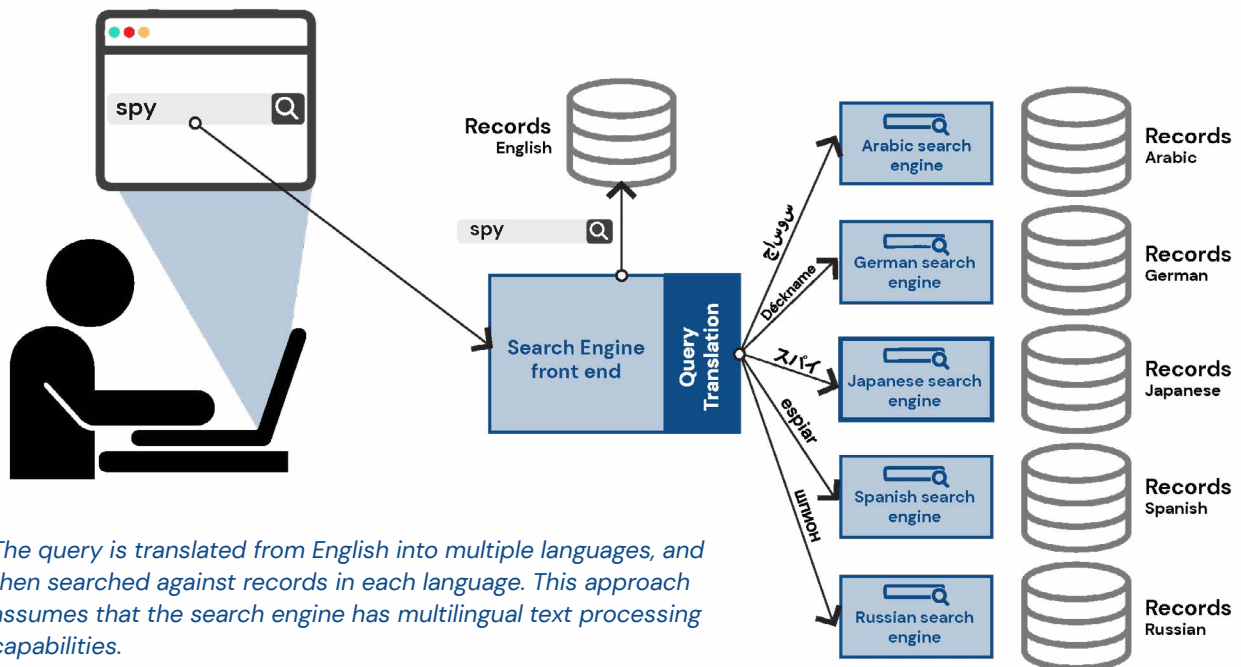 spy
Records
English
spy
Search Engine
front end
Query
Translation
جاسوس
Déckname
スパイ
espiar
шпион
Arabic search
engine
Records
Arabic
German search
engine
Records
German
Japanese search
engine
Records
Japanese
Spanish search
engine
Records
Spanish
Russian search
engine
Records
Russian
The query is translated from English into multiple languages, and
then searched against records in each language. This approach
assumes that the search engine has multilingual text processing
capabilities.